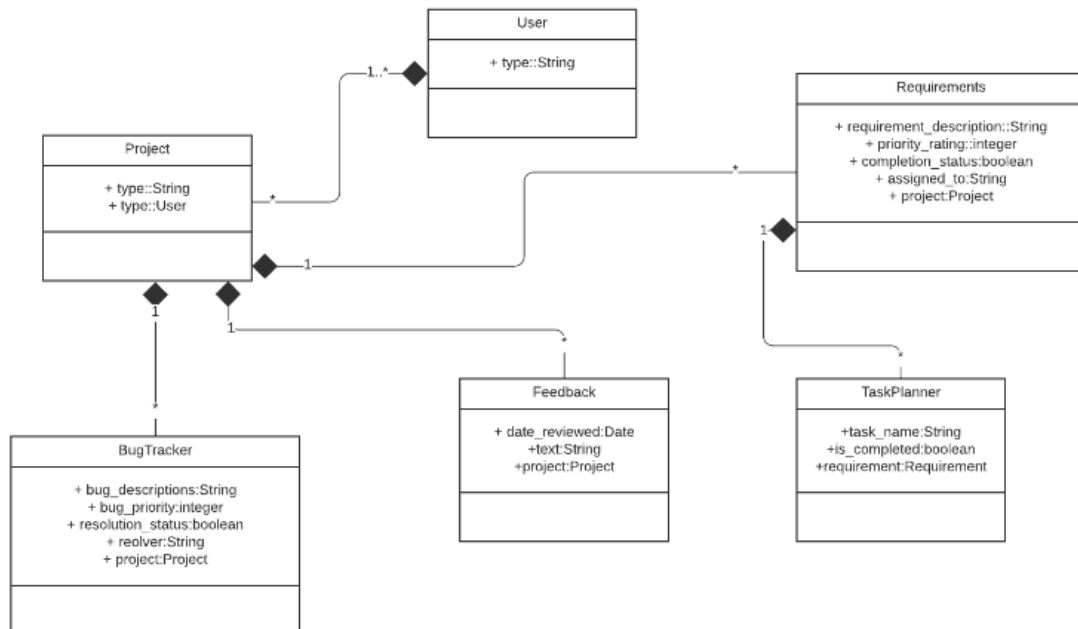 User
+ type::String
1..*
Requirements
+ requirement_description::String
+ priority_rating::integer
+ completion_status:boolean
+ assigned_to:String
+ project:Project
Project
+ type::String
+ type::User
*
*
1
1
1
1
*
*
*
Feedback
+ date_reviewed:Date
+text:String
+project:Project
TaskPlanner
+task_name:String
+is_completed:boolean
+requirement:Requirement
BugTracker
+ bug_descriptions:String
+ bug_priority:integer
+ resolution_status:boolean
+ reolver:String
+ project:Project